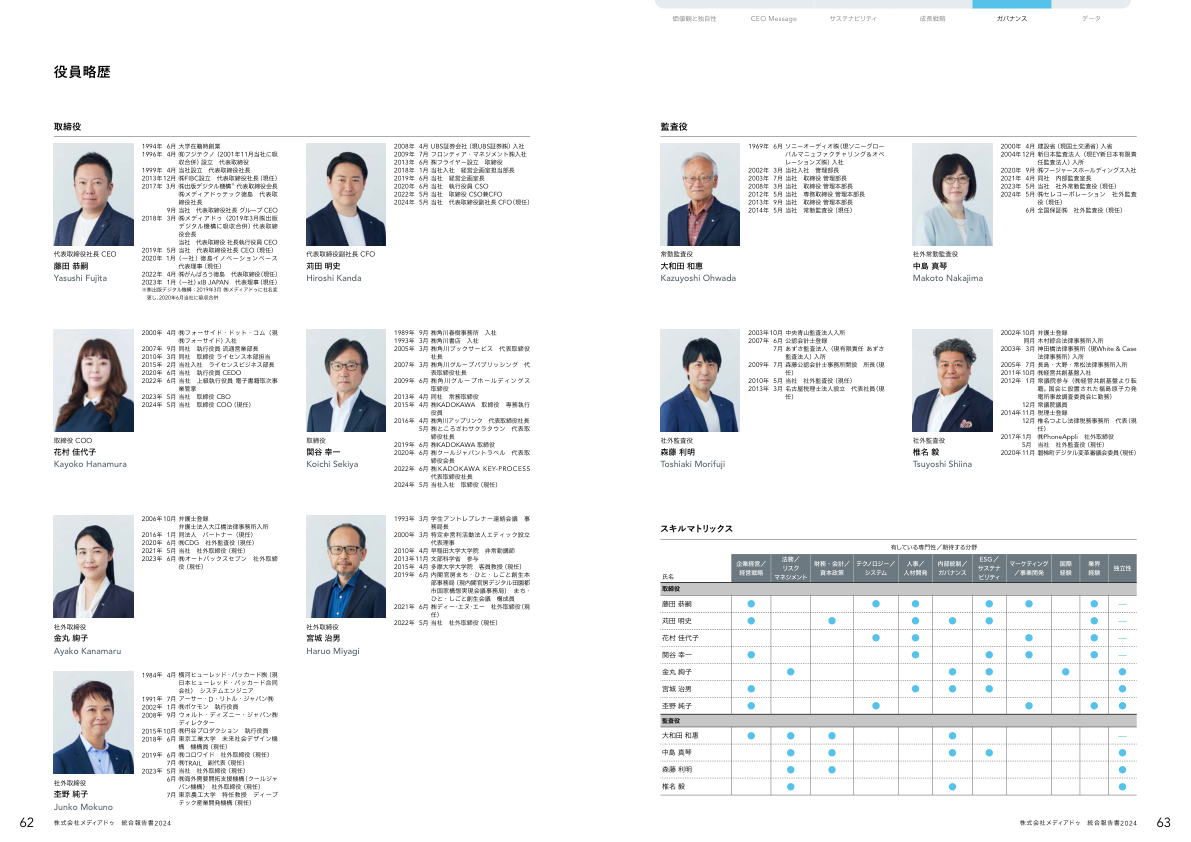 価値観と独自性
CEO Message
サステナビリティ
成長戦略
ガバナンス
データ
役員略歴
取締役
代表取締役社長 CEO
藤田 恭嗣
Yasushi Fujita
1994年 6月 大学在籍時創業
1996年 4月 ㈲フジテクノ(2001年11月当社に吸
収合併)設立 代表取締役
1999年 4月 当社設立 代表取締役社長
2013年12月 ㈱FIBC設立 代表取締役社長(現任)
2017年 3月 ㈱出版デジタル機構* 代表取締役会長
㈱メディアドゥテック徳島 代表取
締役社長
9月 当社 代表取締役社長 グループCEO
2018年 3月 ㈱メディアドゥ(2019年3月㈱出版
デジタル機構に吸収合併)代表取締
役会長
当社 代表取締役 社長執行役員 CEO
2019年 5月 当社 代表取締役社長 CEO(現任)
2020年 1月 (一社)徳島イノベーションベース
代表理事(現任)
2022年 4月 ㈱がんばろう徳島 代表取締役(現任)
2023年 1月 (一社)xIB JAPAN 代表理事(現任)
※㈱出版デジタル機構:2019年3月 ㈱メディアドゥに社名変
更し、2020年6月当社に吸収合併
代表取締役副社長 CFO
苅田 明史
Hiroshi Kanda
2008年 4月 UBS証券会社(現UBS証券㈱)入社
2009年 7月 フロンティア・マネジメント㈱入社
2013年 6月 ㈱フライヤー設立 取締役
2018年 1月 当社入社 経営企画室担当部長
2019年 6月 当社 経営企画室長
2020年 6月 当社 執行役員 CSO
2022年 5月 当社 取締役 CSO兼CFO
2024年 5月 当社 代表取締役副社長 CFO(現任)
取締役 COO
花村 佳代子
Kayoko Hanamura
2000年 4月 ㈱フォーサイド・ドット・コム(現
㈱フォーサイド)入社
2007年 9月 同社 執行役員 流通営業部長
2010年 3月 同社 取締役 ライセンス本部担当
2015年 2月 当社入社 ライセンスビジネス部長
2020年 6月 当社 執行役員 CEDO
2022年 6月 当社 上級執行役員 電子書籍取次事
業管掌
2023年 5月 当社 取締役 CBO
2024年 5月 当社 取締役 COO(現任)
取締役
関谷 幸一
Koichi Sekiya
1989年 9月 ㈱角川春樹事務所 入社
1993年 3月 ㈱角川書店 入社
2005年 3月 ㈱角川ブックサービス 代表取締役
社長
2007年 3月 ㈱角川グループパブリッシング 代
表取締役社長
2009年 6月 ㈱角川グループホールディングス
取締役
2013年 4月 同社 常務取締役
2015年 4月 ㈱KADOKAWA 取締役 専務執行
役員
2016年 4月 ㈱角川アップリンク 代表取締役社長
5月 ㈱ところざわサクラタウン 代表取
締役社長
2019年 6月 ㈱KADOKAWA 取締役
2020年 6月 ㈱クールジャパントラベル 代表取
締役会長
2022年 6月 ㈱KADOKAWA KEY-PROCESS
代表取締役社長
2024年 5月 当社入社 取締役(現任)
社外取締役
金丸 絢子
Ayako Kanamaru
2006年10月 弁護士登録
弁護士法人大江橋法律事務所入所
2016年 1月 同法人 パートナー(現任)
2020年 6月 ㈱CDG 社外監査役(現任)
2021年 5月 当社 社外取締役(現任)
2023年 6月 ㈱オートバックスセブン 社外取締
役(現任)
社外取締役
宮城 治男
Haruo Miyagi
1993年 3月 学生アントレプレナー連絡会議 事
務局長
2000年 3月 特定非営利活動法人エティック設立
代表理事
2010年 4月 早稲田大学大学院 非常勤講師
2013年11月 文部科学省 参与
2015年 4月 多摩大学大学院 客員教授(現任)
2019年 6月 内閣官房まち・ひと・しごと創生本
部事務局(現内閣官房デジタル田園都
市国家構想実現会議事務局) まち・
ひと・しごと創生会議 構成員
2021年 6月 ㈱ディー・エヌ・エー 社外取締役(現
任)
2022年 5月 当社 社外取締役(現任)
社外取締役
杢野 純子
Junko Mokuno
1984年 4月 横河ヒューレッド・パッカード㈱(現
日本ヒューレット・パッカード合同
会社) システムエンジニア
1991年 7月 アーサー・D・リトル・ジャパン㈱
2002年 1月 ㈱ポケモン 執行役員
2008年 9月 ウォルト・ディズニー・ジャパン㈱
ディレクター
2015年10月 ㈱円谷プロダクション 執行役員
2018年 6月 東京工業大学 未来社会デザイン機
構 機構員(現任)
2019年 6月 ㈱コロワイド 社外取締役(現任)
7月 ㈱TRAIL 副代表(現任)
2023年 5月 当社 社外取締役(現任)
6月 ㈱海外需要開拓支援機構(クールジャ
パン機構) 社外取締役(現任)
7月 東京農工大学 特任教授 ディープ
テック産業開発機構(現任)
62
株式会社メディアドゥ 統合報告書2024
監査役
常勤監査役
大和田 和惠
Kazuyoshi Ohwada
1969年 6月 ソニーオーディオ㈱(現ソニーグロー
バルマニュファクチャリング&オペ
レーションズ㈱)入社
2002年 3月 当社入社 管理部長
2003年 7月 当社 取締役 管理部長
2008年 3月 当社 取締役 管理本部長
2012年 5月 当社 専務取締役 管理本部長
2013年 9月 当社 取締役 管理本部長
2014年 5月 当社 常勤監査役(現任)
社外常勤監査役
中島 真琴
Makoto Nakajima
2000年 4月 建設省(現国土交通省)入省
2004年12月 新日本監査法人(現EY新日本有限責
任監査法人)入所
2020年 9月 ㈱フージャースホールディングス入社
2021年 4月 同社 内部監査室長
2023年 5月 当社 社外常勤監査役(現任)
2024年 5月 ㈱セレコーポレーション 社外監査
役(現任)
6月 全国保証㈱ 社外監査役(現任)
社外監査役
森藤 利明
Toshiaki Morifuji
2003年10月 中央青山監査法人入所
2007年 6月 公認会計士登録
7月 あずさ監査法人(現有限責任 あずさ
監査法人)入所
2009年 7月 森藤公認会計士事務所開設 所長(現
任)
2010年 5月 当社 社外監査役(現任)
2013年 3月 名古屋税理士法人設立 代表社員(現
任)
社外監査役
椎名 毅
Tsuyoshi Shiina
2002年10月 弁護士登録
同月 木村綜合法律事務所入所
2003年 3月 神田橋法律事務所(現White & Case
法律事務所)入所
2005年 7月 長島・大野・常松法律事務所入所
2011年10月 ㈱経営共創基盤入社
2012年 1月 衆議院参与(㈱経営共創基盤より転
職。国会に設置された福島原子力発
電所事故調査委員会に勤務)
12月 衆議院議員
2014年11月 税理士登録
12月 椎名つよし法律税務事務所 代表(現
任)
2017年1月 ㈱PhoneAppli 社外取締役
5月 当社 社外監査役(現任)
2020年11月 磐梯町デジタル変革審議会委員(現任)
スキルマトリックス
有している専門性/期待する分野
氏名
企業経営/
経営戦略
法務/
リスク
マネジメント
財務・会計/
資本政策
テクノロジー/
システム
人事/
人材開発
内部統制/
ガバナンス
ESG/
サステナ
ビリティ
マーケティング
/事業開発
国際
経験
業界
経験
独立性
取締役
藤田 恭嗣 ● ● ● ● ● ● —
苅田 明史 ● ● ● ● ● ● —
花村 佳代子 ● ● ● ● —
関谷 幸一 ● ● ● ● ● —
金丸 絢子 ● ● ● ● ●
宮城 治男 ● ● ● ● ●
杢野 純子 ● ● ● ● ●
監査役
大和田 和惠 ● ● ● ● —
中島 真琴 ● ● ● ● ●
森藤 利明 ● ● ●
椎名 毅 ● ● ●
株式会社メディアドゥ 統合報告書2024
63